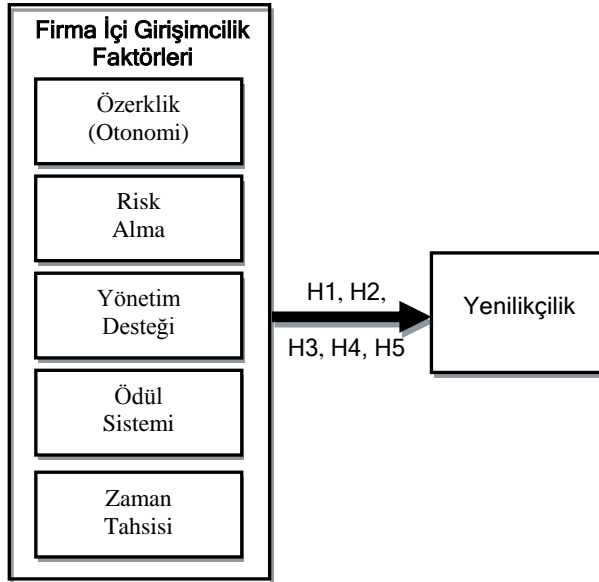 Firma İçi Girişimcilik
Faktörleri
Özerklik
(Otonomi)
Risk
Alma
Yönetim
Desteği
Ödül
Sistemi
Zaman
Tahsisi
H1, H2,
H3, H4, H5
Yenilikçilik